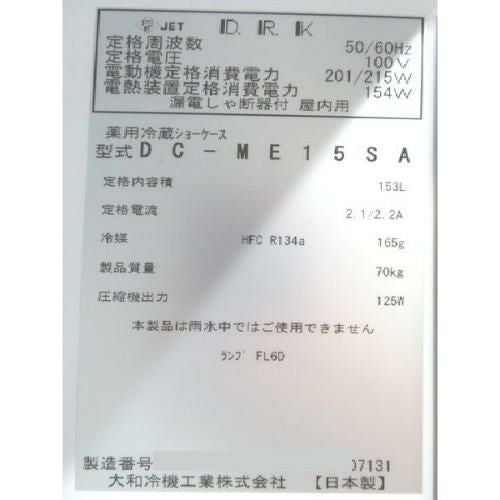 PS E JET D.R.K
定格周波数 50/60Hz
定格電圧 100V
電動機定格消費電力 201/215W
電熱装置定格消費電力 154W
漏電しゃ断器付 屋内用
薬用冷蔵ショーケース
型式 DC-ME15SA
定格内容積 153L
定格電流 2.1/2.2A
冷媒 HFC R134a 165g
製品質量 70kg
圧縮機出力 125W
本製品は雨水中ではご使用できません
ランプ FL6D
製造番号 07131
大和冷機工業株式会社 【日本製】